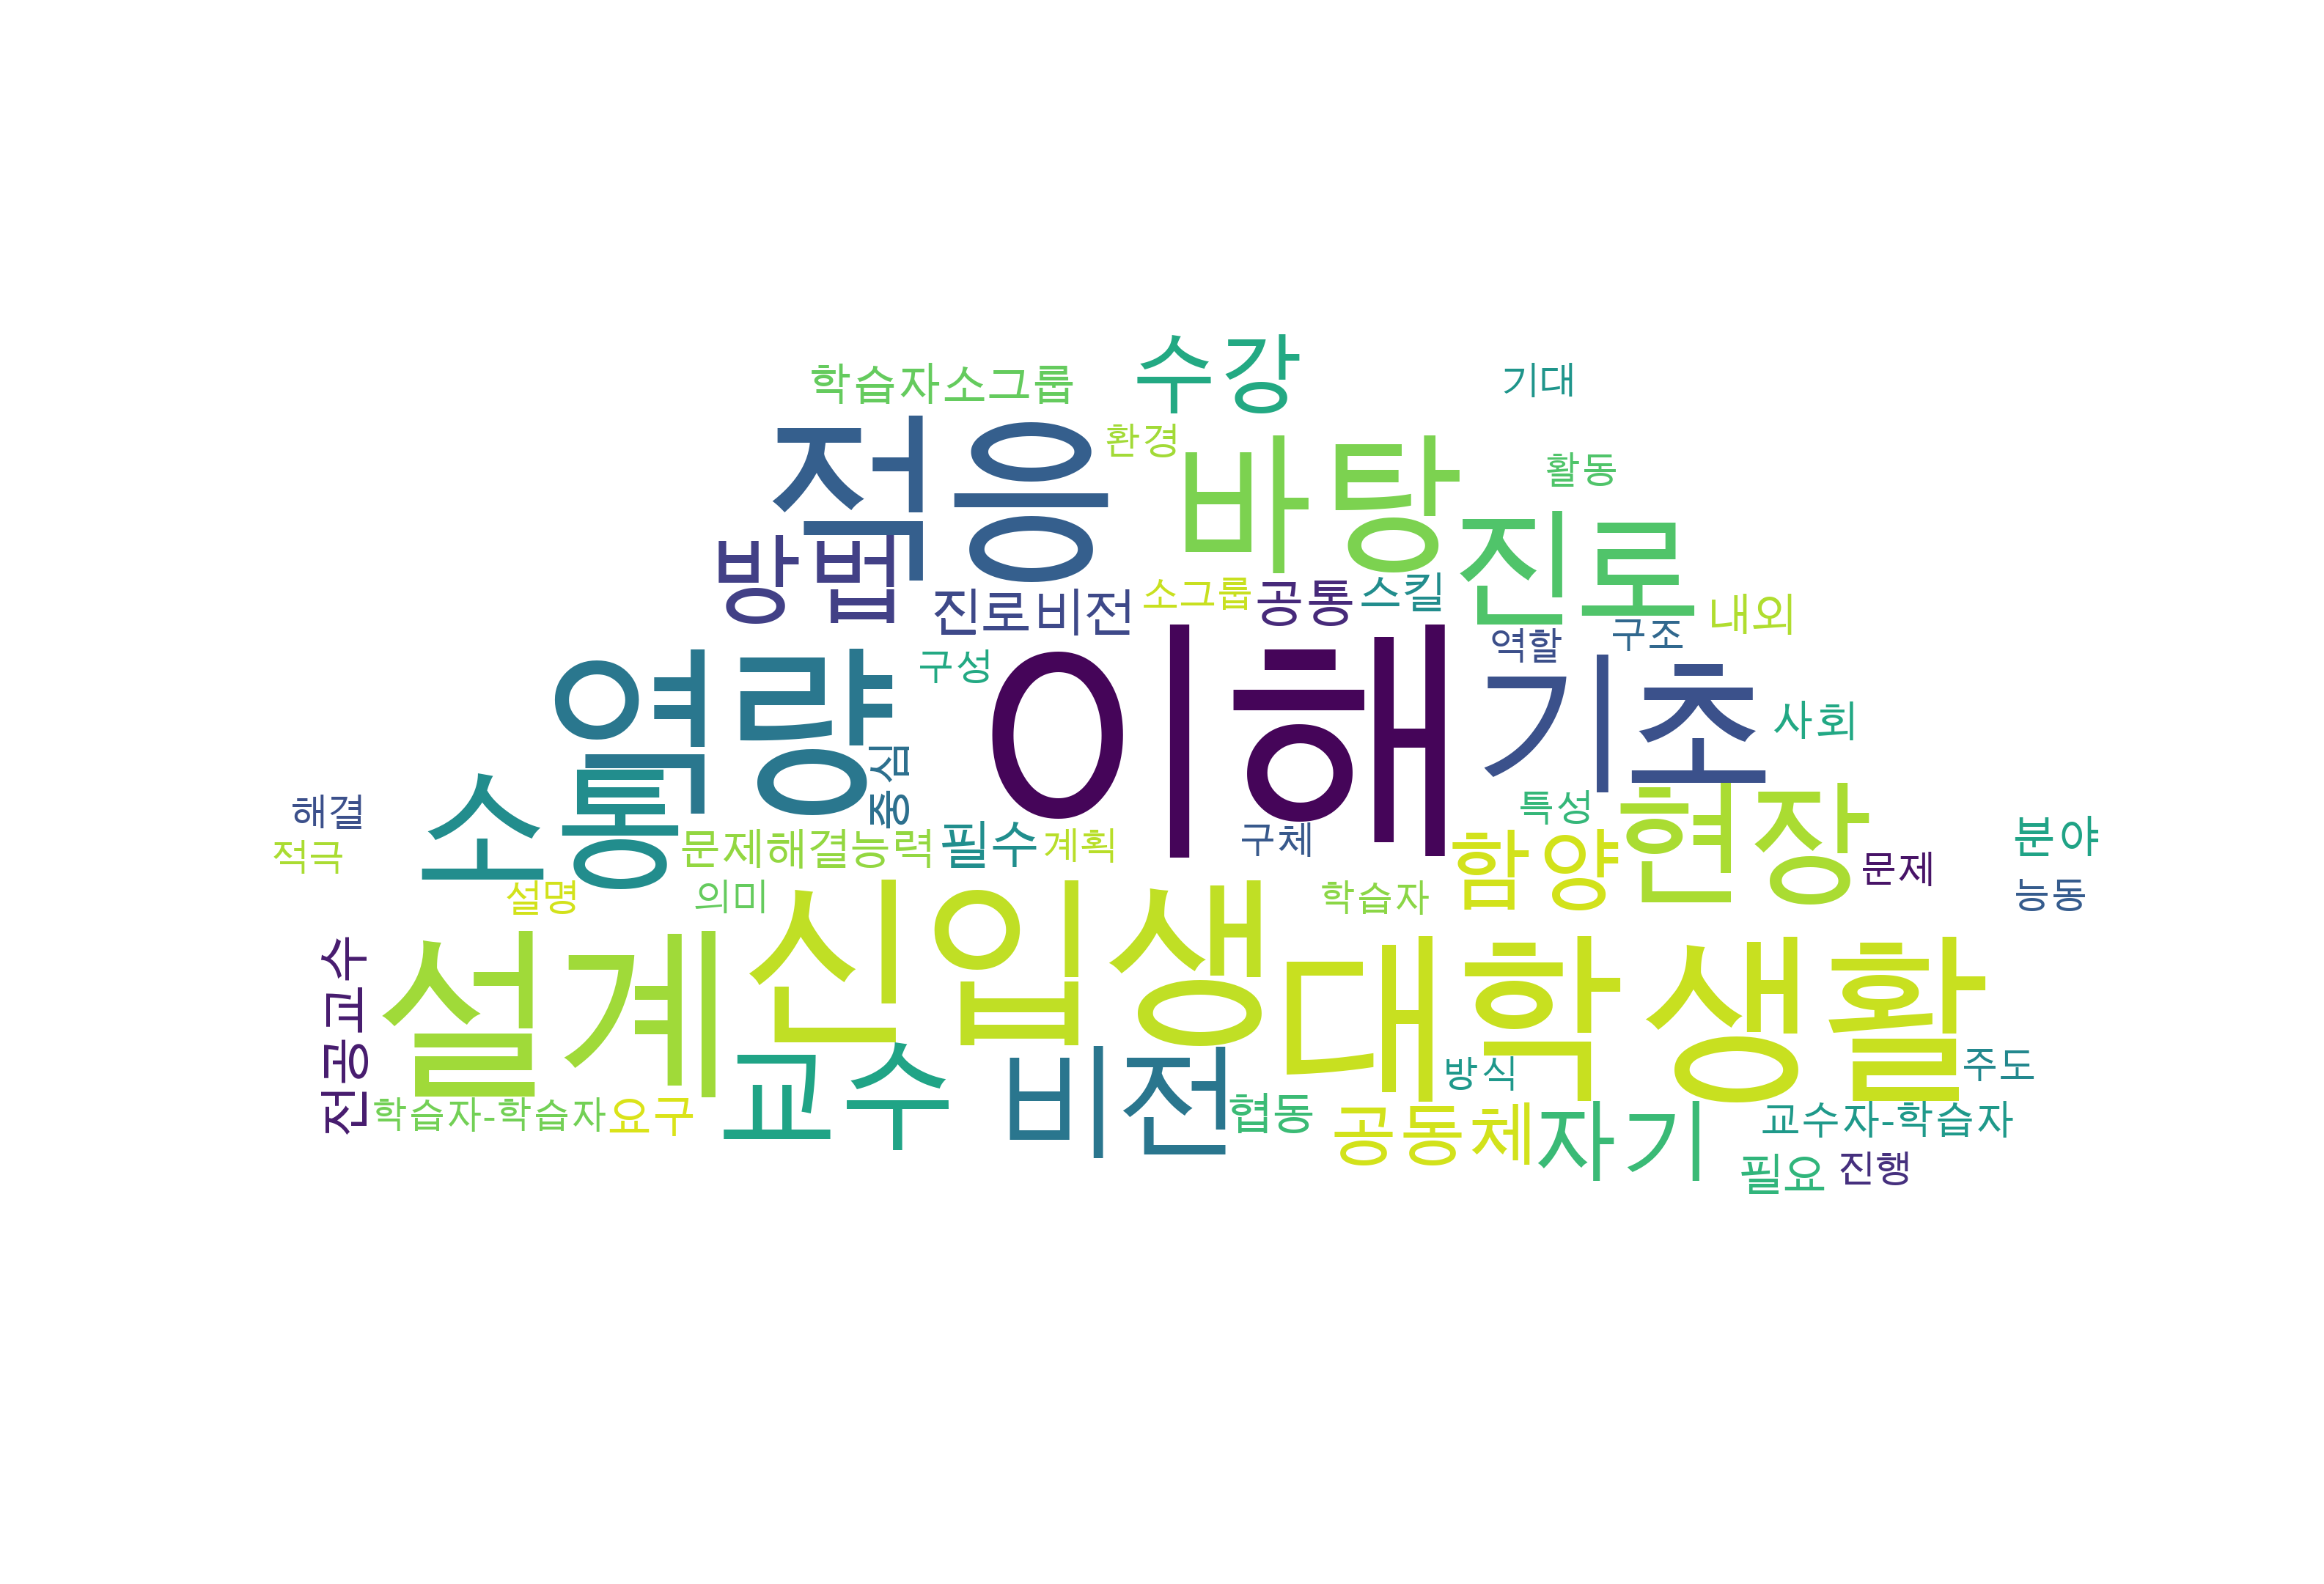 수강
학습자소그룹
기대
환경
적응
바탕
활동
진로
방법
진로비전
소그룹
공통
스킬
내외
역할
구조
구성
역량
이해
기초
사회
중심
소통
해결
적극
문제해결능력
필수
계획
구체
특성
함양
현장
분야
문제
능동
설명
의미
학습자
신입생
전공교수
설계
대학생활
교수
비전
방식
주도
학습자-학습자
요구
협동
공동체
자기
교수자-학습자
필요
진행